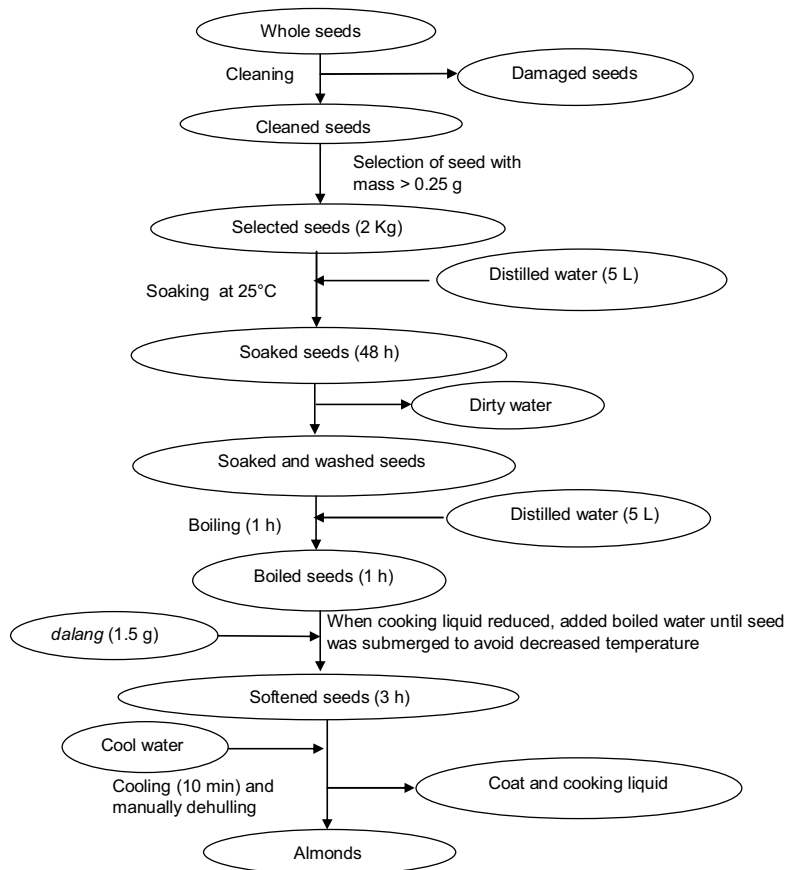 Whole seeds
Cleaning
Damaged seeds
Cleaned seeds
Selection of seed with
mass > 0.25 g
Selected seeds (2 Kg)
Distilled water (5 L)
Soaking at 25°C
Soaked seeds (48 h)
Dirty water
Soaked and washed seeds
Distilled water (5 L)
Boiling (1 h)
Boiled seeds (1 h)
When cooking liquid reduced, added boiled water until seed
was submerged to avoid decreased temperature
dalang (1.5 g)
Softened seeds (3 h)
Cool water
Cooling (10 min) and
manually dehulling
Coat and cooking liquid
Almonds